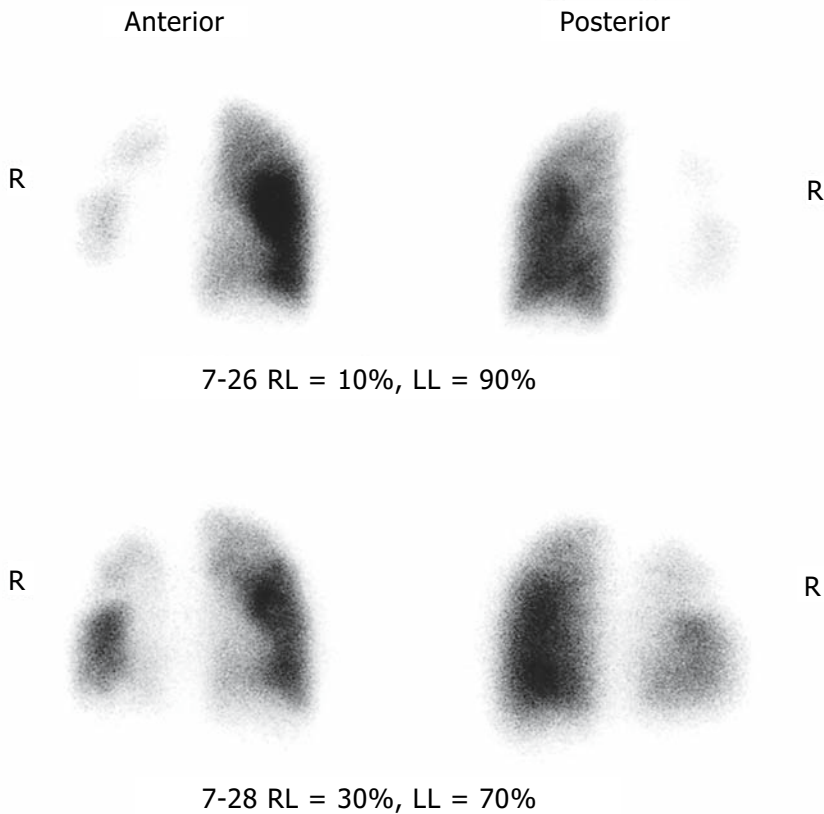 Anterior
Posterior
R
R
7-26 RL = 10%, LL = 90%
R
R
7-28 RL = 30%, LL = 70%